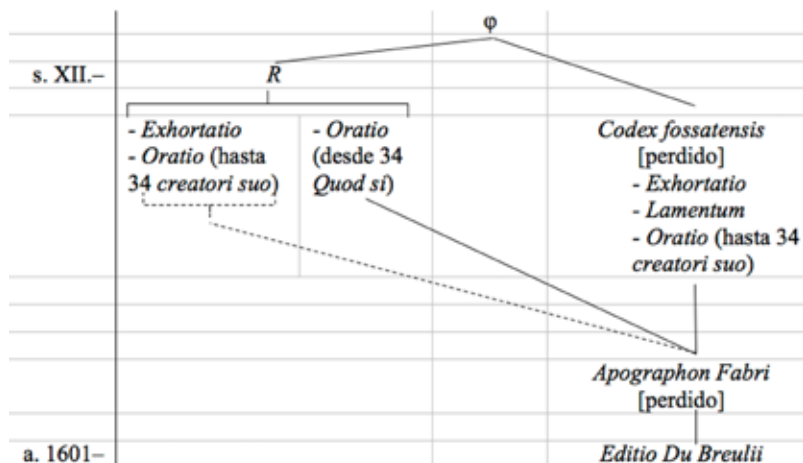 φ
s. XII.–
R
- Exhortatio
- Oratio (hasta
34 creatori suo)
- Oratio
(desde 34
Quod si)
Codex fossatensis
[perdido]
- Exhortatio
- Lamentum
- Oratio (hasta 34
creatori suo)
Apographon Fabri
[perdido]
a. 1601–
Editio Du Breulii